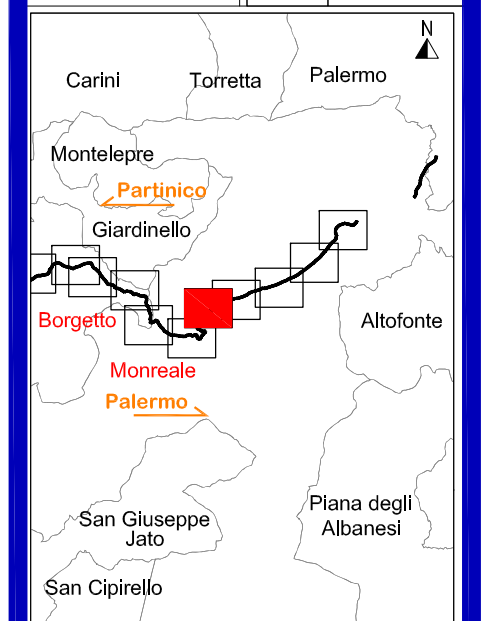 N
Carini
Torretta
Palermo
Montelepre
Partinico
Giardinello
Borgetto
Altofonte
Monreale
Palermo
San Giuseppe
Jato
Piana degli
Albanesi
San Cipirello